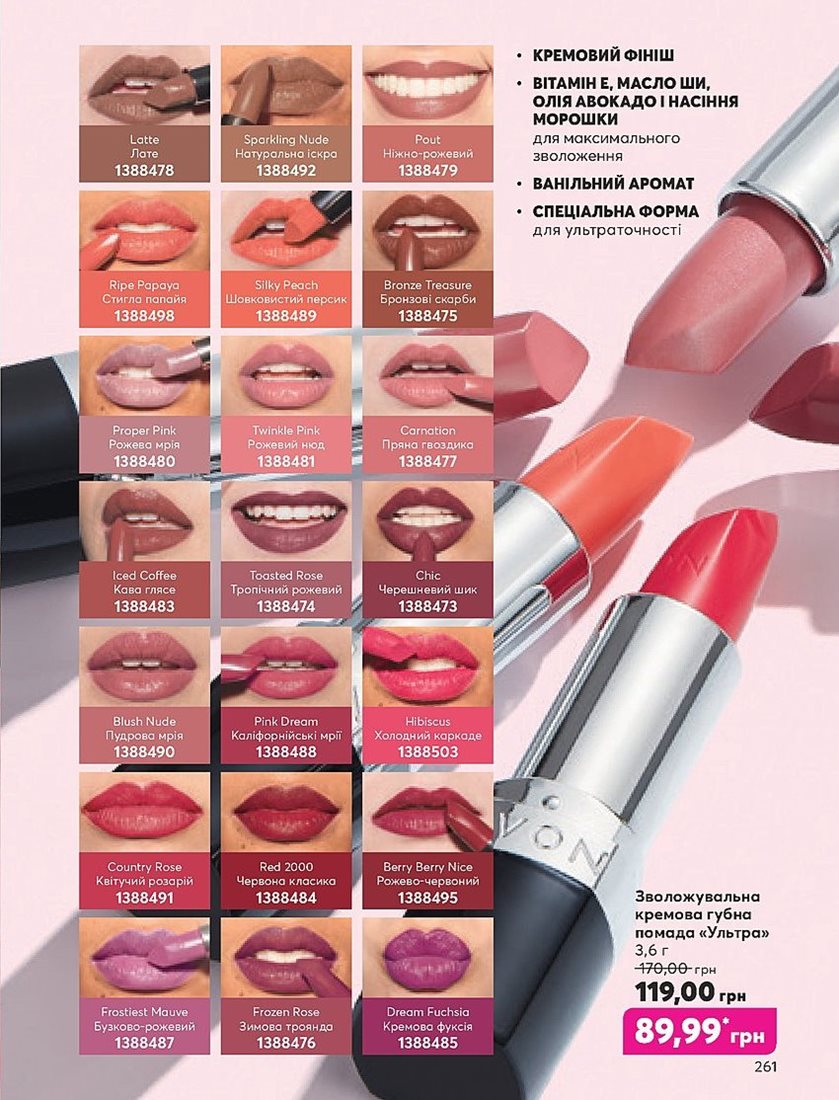 Latte
Лате
1388478
Sparkling Nude
Натуральна іскра
1388492
Pout
Ніжно-рожевий
1388479
Ripe Papaya
Стигла папайя
1388498
Silky Peach
Шовковистий персик
1388489
Bronze Treasure
Бронзові скарби
1388475
Proper Pink
Рожева мрія
1388480
Twinkle Pink
Рожевий нюд
1388481
Carnation
Пряна гвоздика
1388477
Iced Coffee
Кава глясе
1388483
Toasted Rose
Тропічний рожевий
1388474
Chic
Черешневий шик
1388473
Blush Nude
Пудрова мрія
1388490
Pink Dream
Каліфорнійські мрії
1388488
Hibiscus
Холодний каркаде
1388503
Country Rose
Квітучий розарій
1388491
Red 2000
Червона класика
1388484
Berry Berry Nice
Рожево-червоний
1388495
Frostiest Mauve
Бузково-рожевий
1388487
Frozen Rose
Зимова троянда
1388476
Dream Fuchsia
Кремова фуксія
1388485
• КРЕМОВИЙ ФІНІШ
• ВІТАМІН Е, МАСЛО ШИ,
ОЛІЯ АВОКАДО І НАСІННЯ
МОРОШКИ
для максимального
зволоження
• ВАНІЛЬНИЙ АРОМАТ
• СПЕЦІАЛЬНА ФОРМА
для ультраточності
VON
Зволожувальна
кремова губна
помада «Ультра»
3,6 г
170,00 грн
119,00 грн
89,99* грн
261